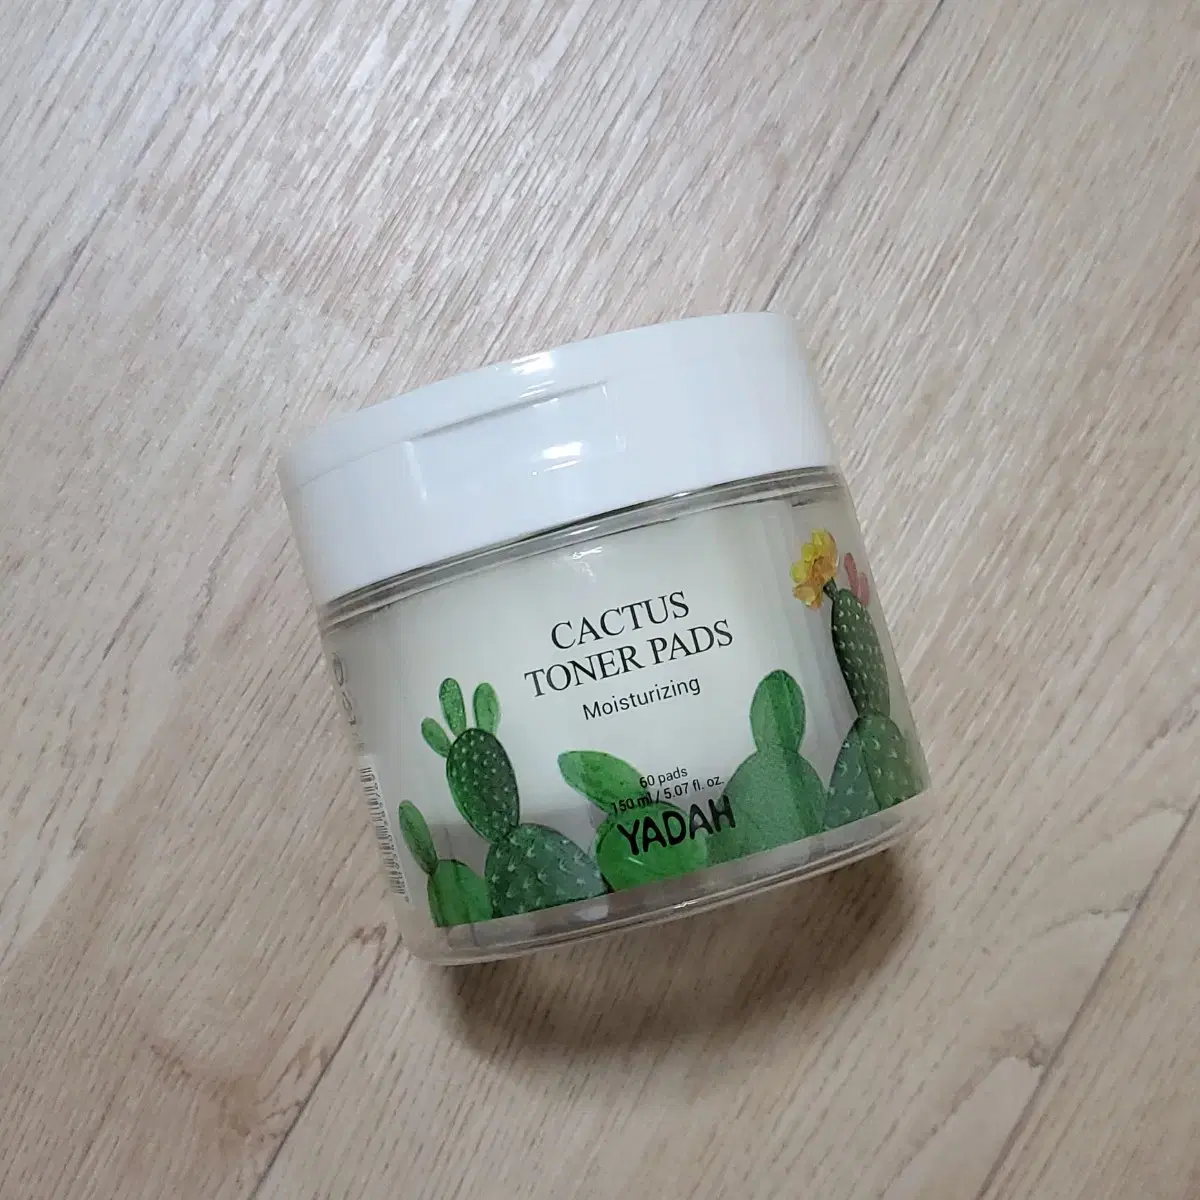 CACTUS
TONER PADS
Moisturizing
60 pads
150 ml / 5.07 fl. oz.
YADAH